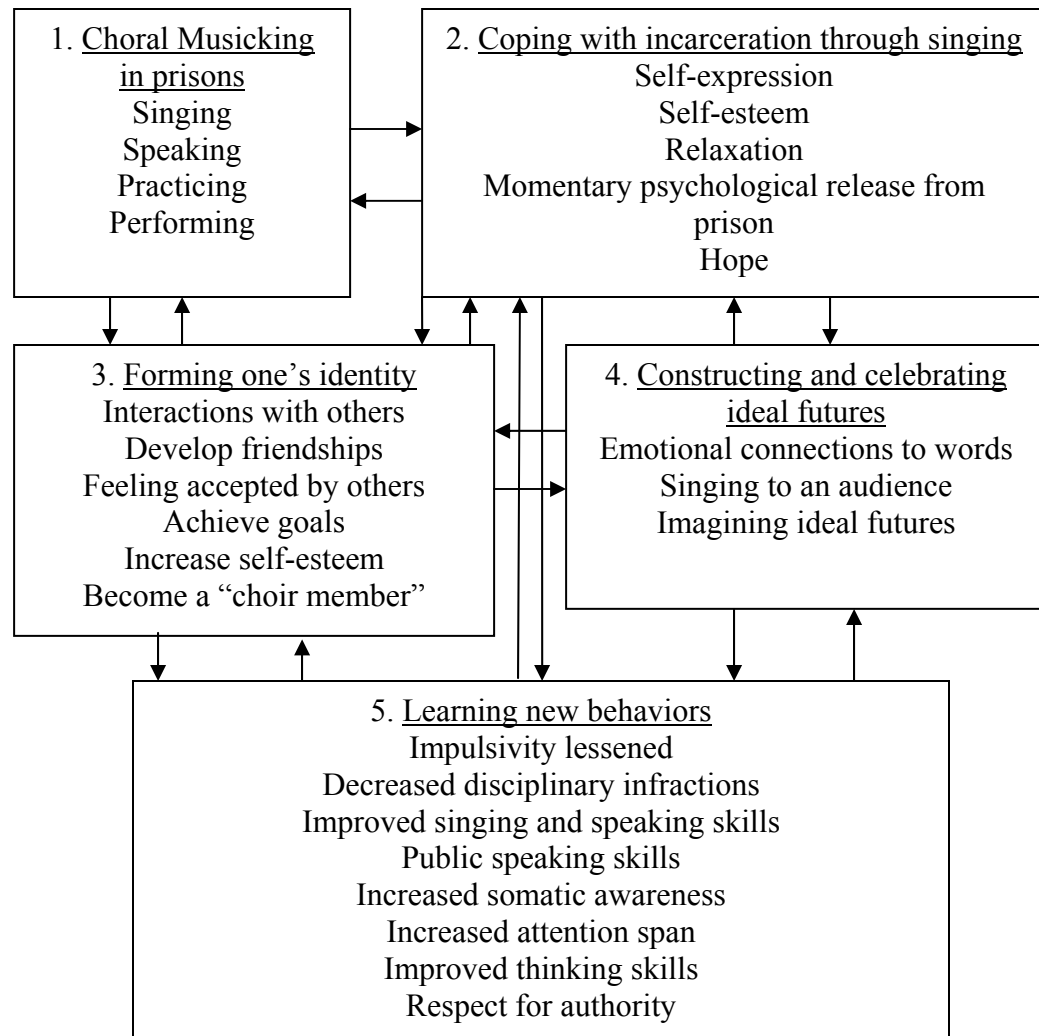 1. Choral Musicking
in prisons
Singing
Speaking
Practicing
Performing
2. Coping with incarceration through singing
Self-expression
Self-esteem
Relaxation
Momentary psychological release from
prison
Hope
3. Forming one’s identity
Interactions with others
Develop friendships
Feeling accepted by others
Achieve goals
Increase self-esteem
Become a “choir member”
4. Constructing and celebrating
ideal futures
Emotional connections to words
Singing to an audience
Imagining ideal futures
5. Learning new behaviors
Impulsivity lessened
Decreased disciplinary infractions
Improved singing and speaking skills
Public speaking skills
Increased somatic awareness
Increased attention span
Improved thinking skills
Respect for authority